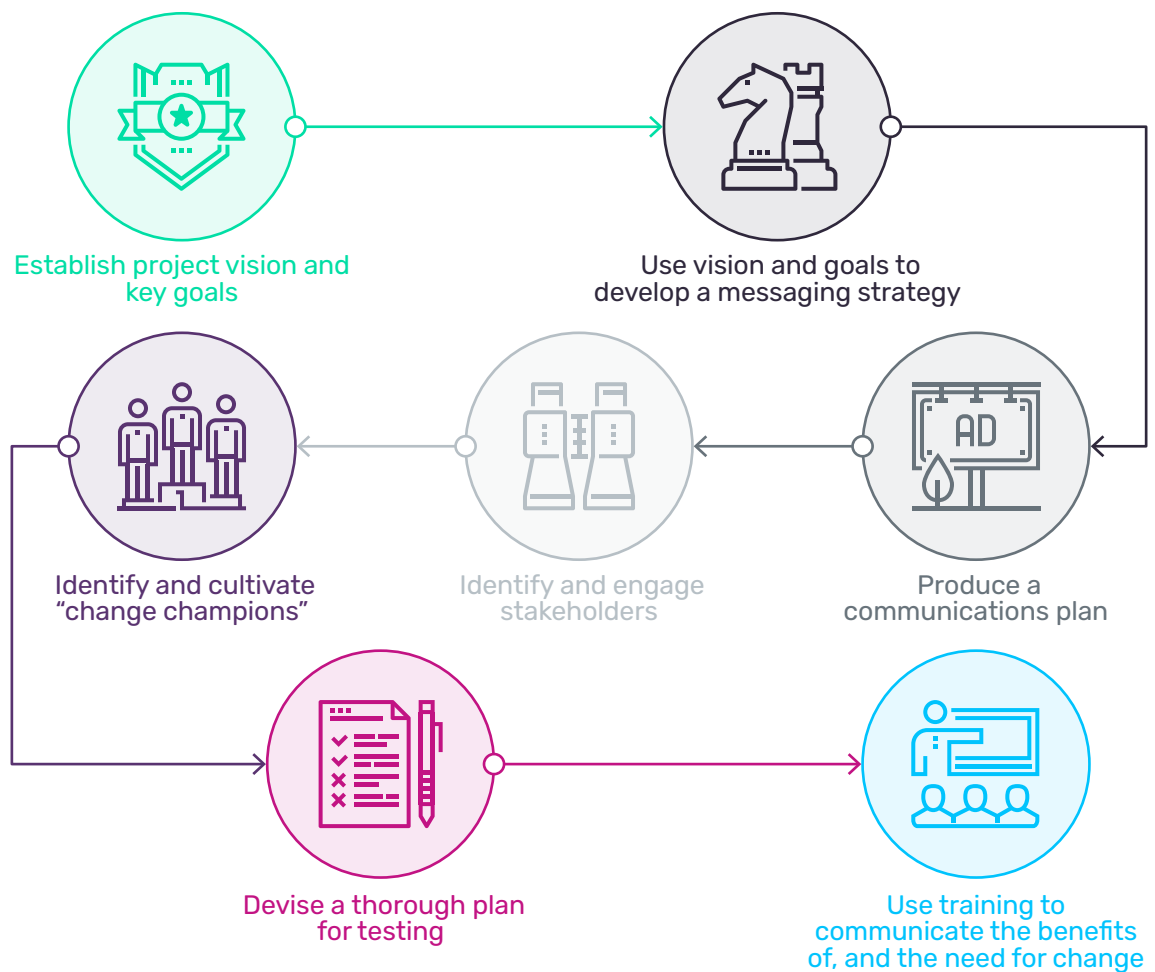 Establish project vision and
key goals
Use vision and goals to
develop a messaging strategy
AD
Produce a
communications plan
Identify and engage
stakeholders
Identify and cultivate
“change champions”
Devise a thorough plan
for testing
Use training to
communicate the benefits
of, and the need for change